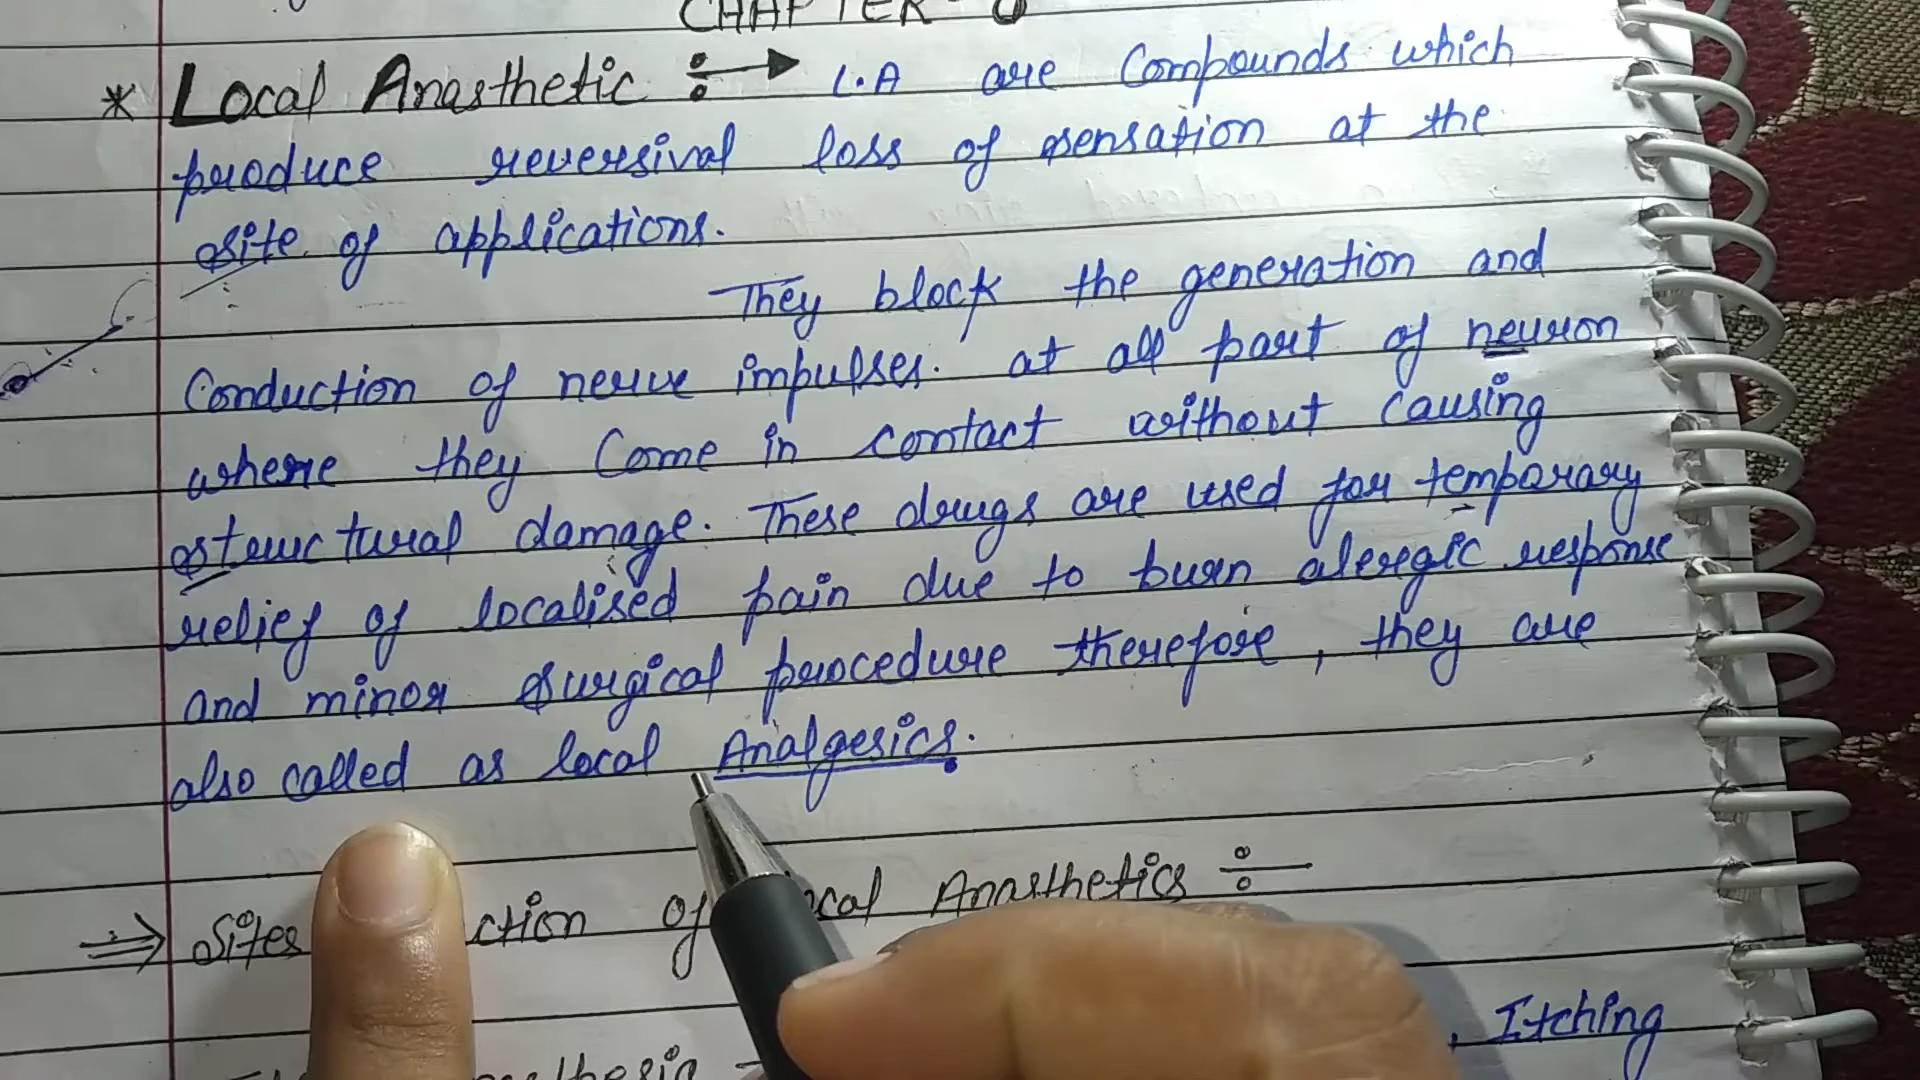 CHAPTER
* Local Anasthetic ÷→ L.A are Compounds which
produce reversival loss of sensation at the
site of applications.
They block the generation and
Conduction of nerve impulses. at all part of neuron
where they Come in contact without causing
structural damage. These drugs are used for temporary
relief of localised pain due to burn alergic response
and minor surgical procedure therefore, they are
also called as local Analgesics.
⇒ Sites ction of cal Anasthetics ÷
Itching